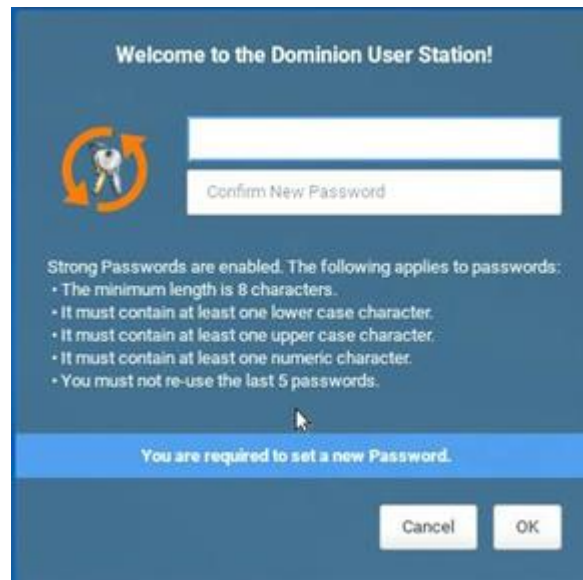 Welcome to the Dominion User Station!
Confirm New Password
Strong Passwords are enabled. The following applies to passwords:
• The minimum length is 8 characters.
• It must contain at least one lower case character.
• It must contain at least one upper case character.
• It must contain at least one numeric character.
• You must not re-use the last 5 passwords.
You are required to set a new Password.
Cancel OK